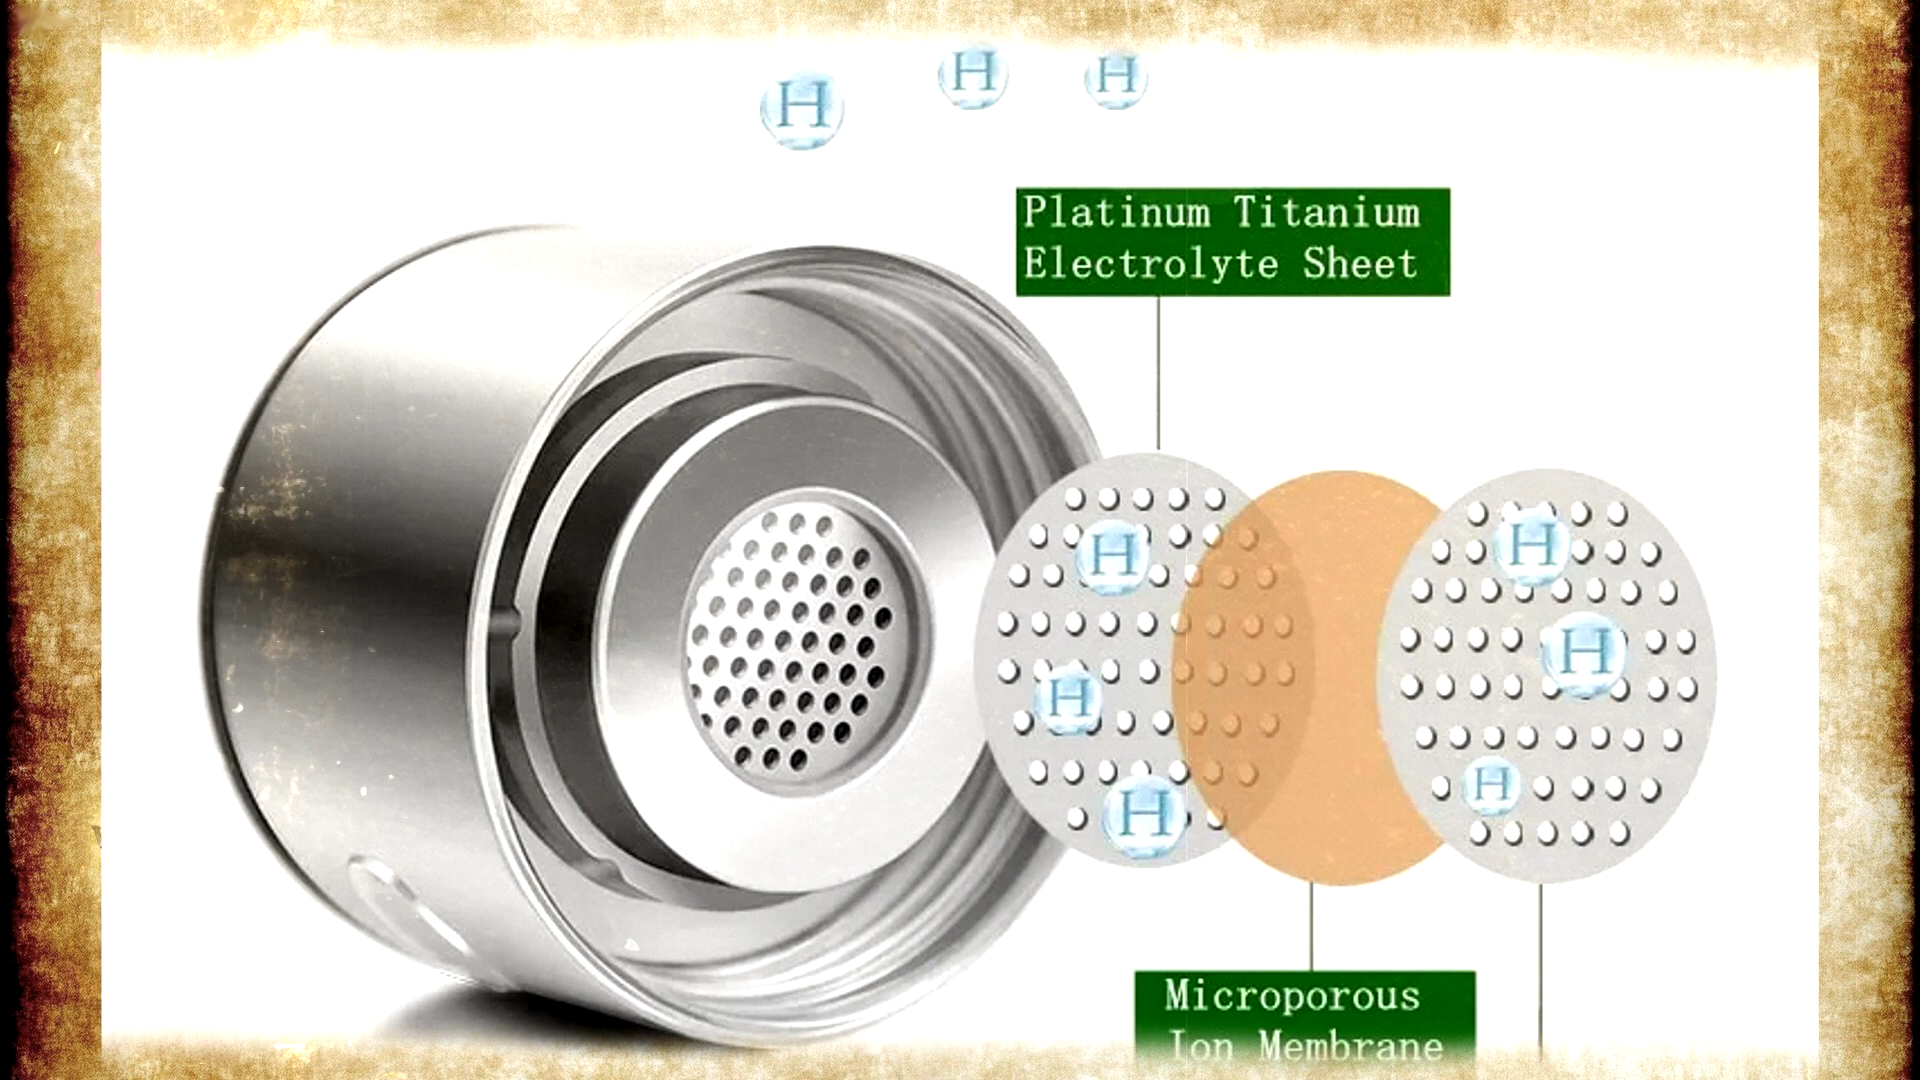 H H H
Platinum Titanium
Electrolyte Sheet
H
H
H
H
H
H
Microporous
Ion Membrane